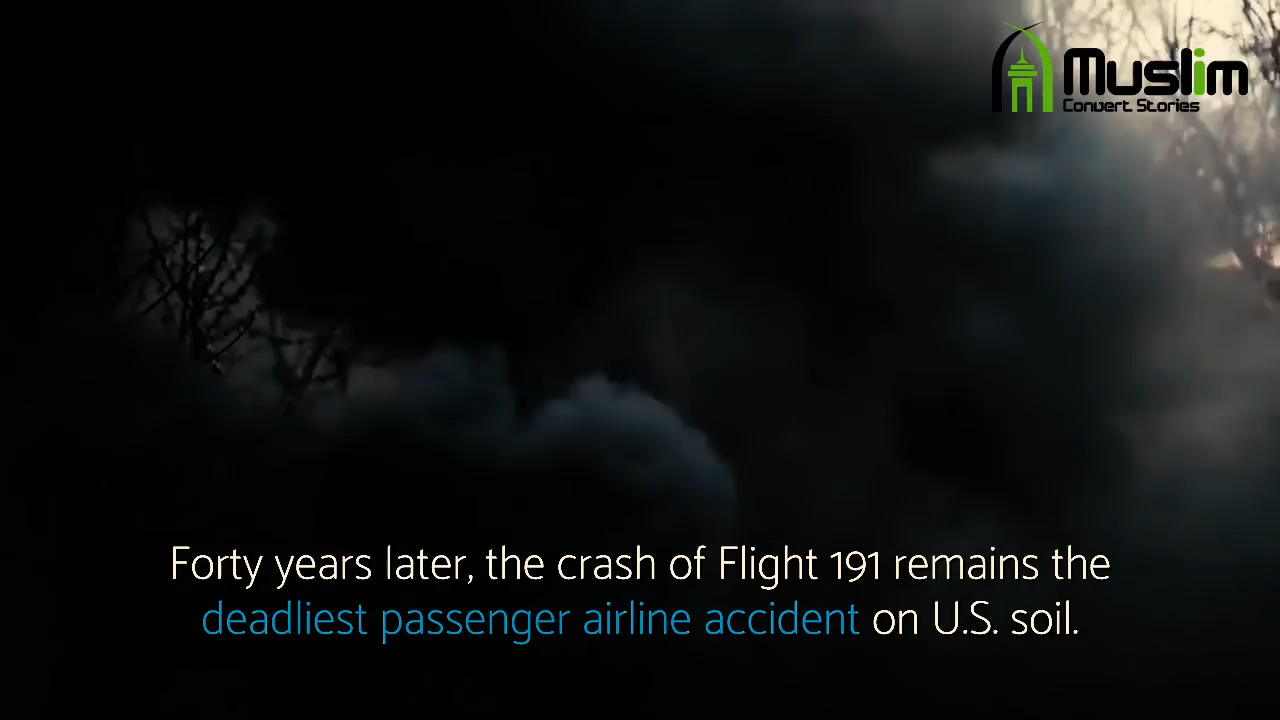 Muslim
Convert Stories
Forty years later, the crash of Flight 191 remains the
deadliest passenger airline accident on U.S. soil.